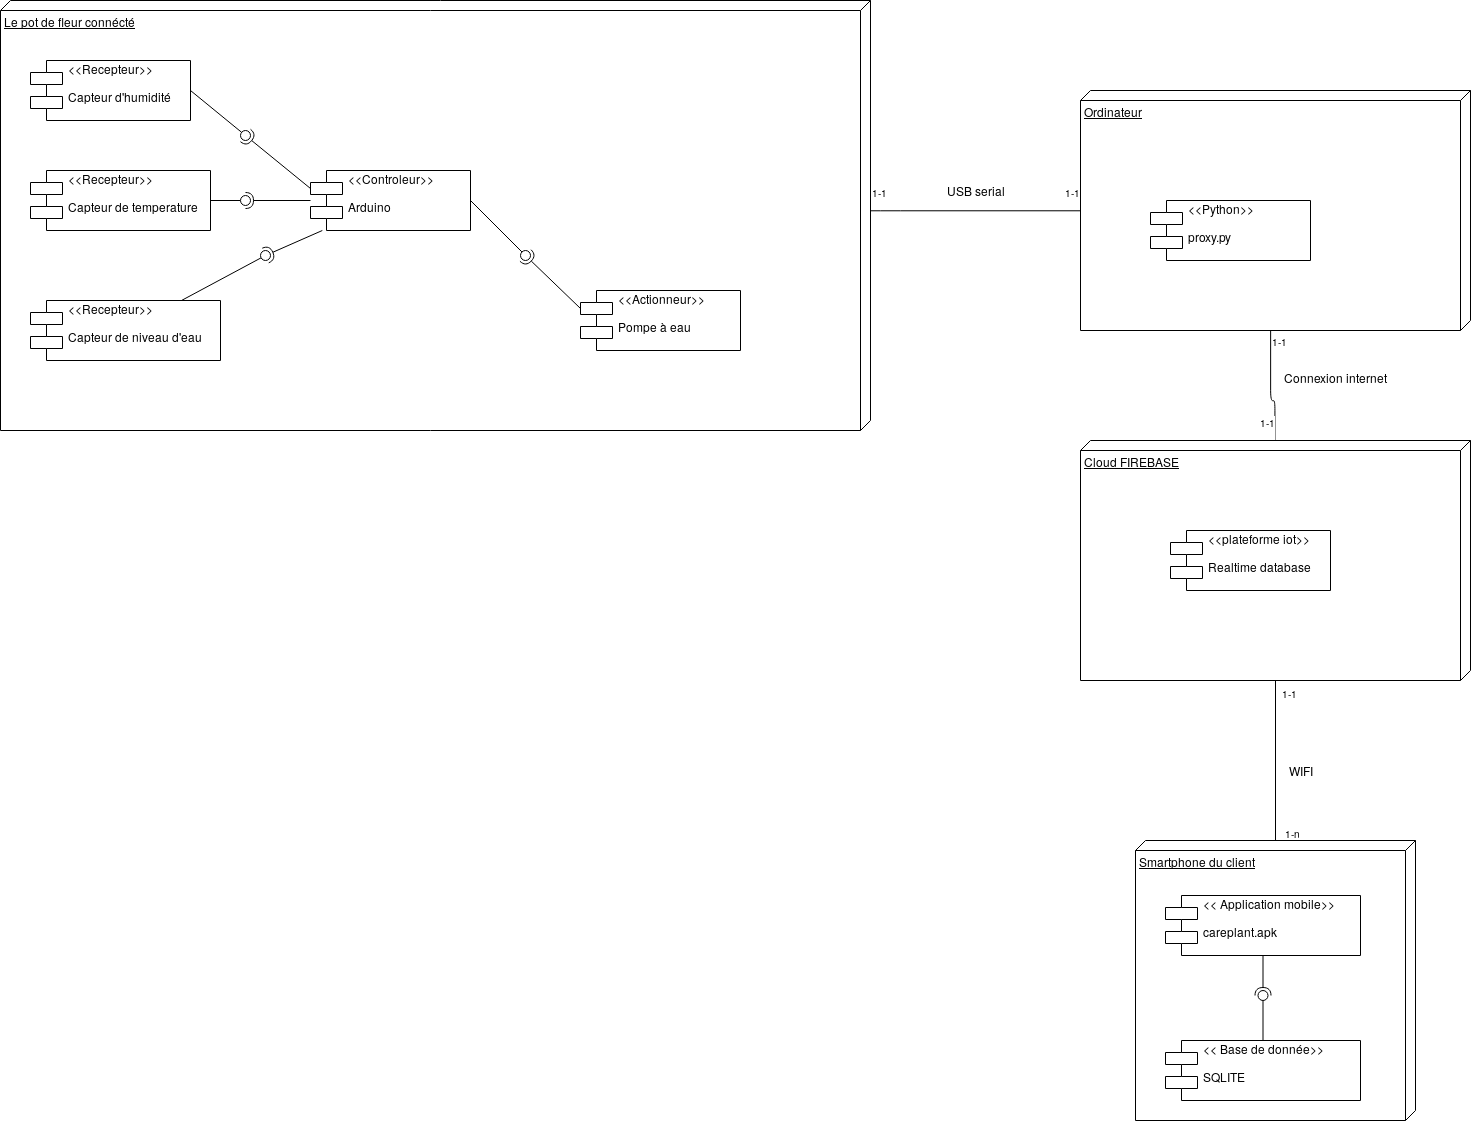 Le pot de fleur connécté
<<Recepteur>>
Capteur d'humidité
<<Recepteur>>
Capteur de temperature
<<Controleur>>
Arduino
<<Recepteur>>
Capteur de niveau d'eau
<<Actionneur>>
Pompe à eau
1-1
USB serial
1-1
Ordinateur
<<Python>>
proxy.py
1-1
Connexion internet
1-1
Cloud FIREBASE
<<plateforme iot>>
Realtime database
1-1
WIFI
1-n
Smartphone du client
<< Application mobile>>
careplant.apk
<< Base de donnée>>
SQLITE